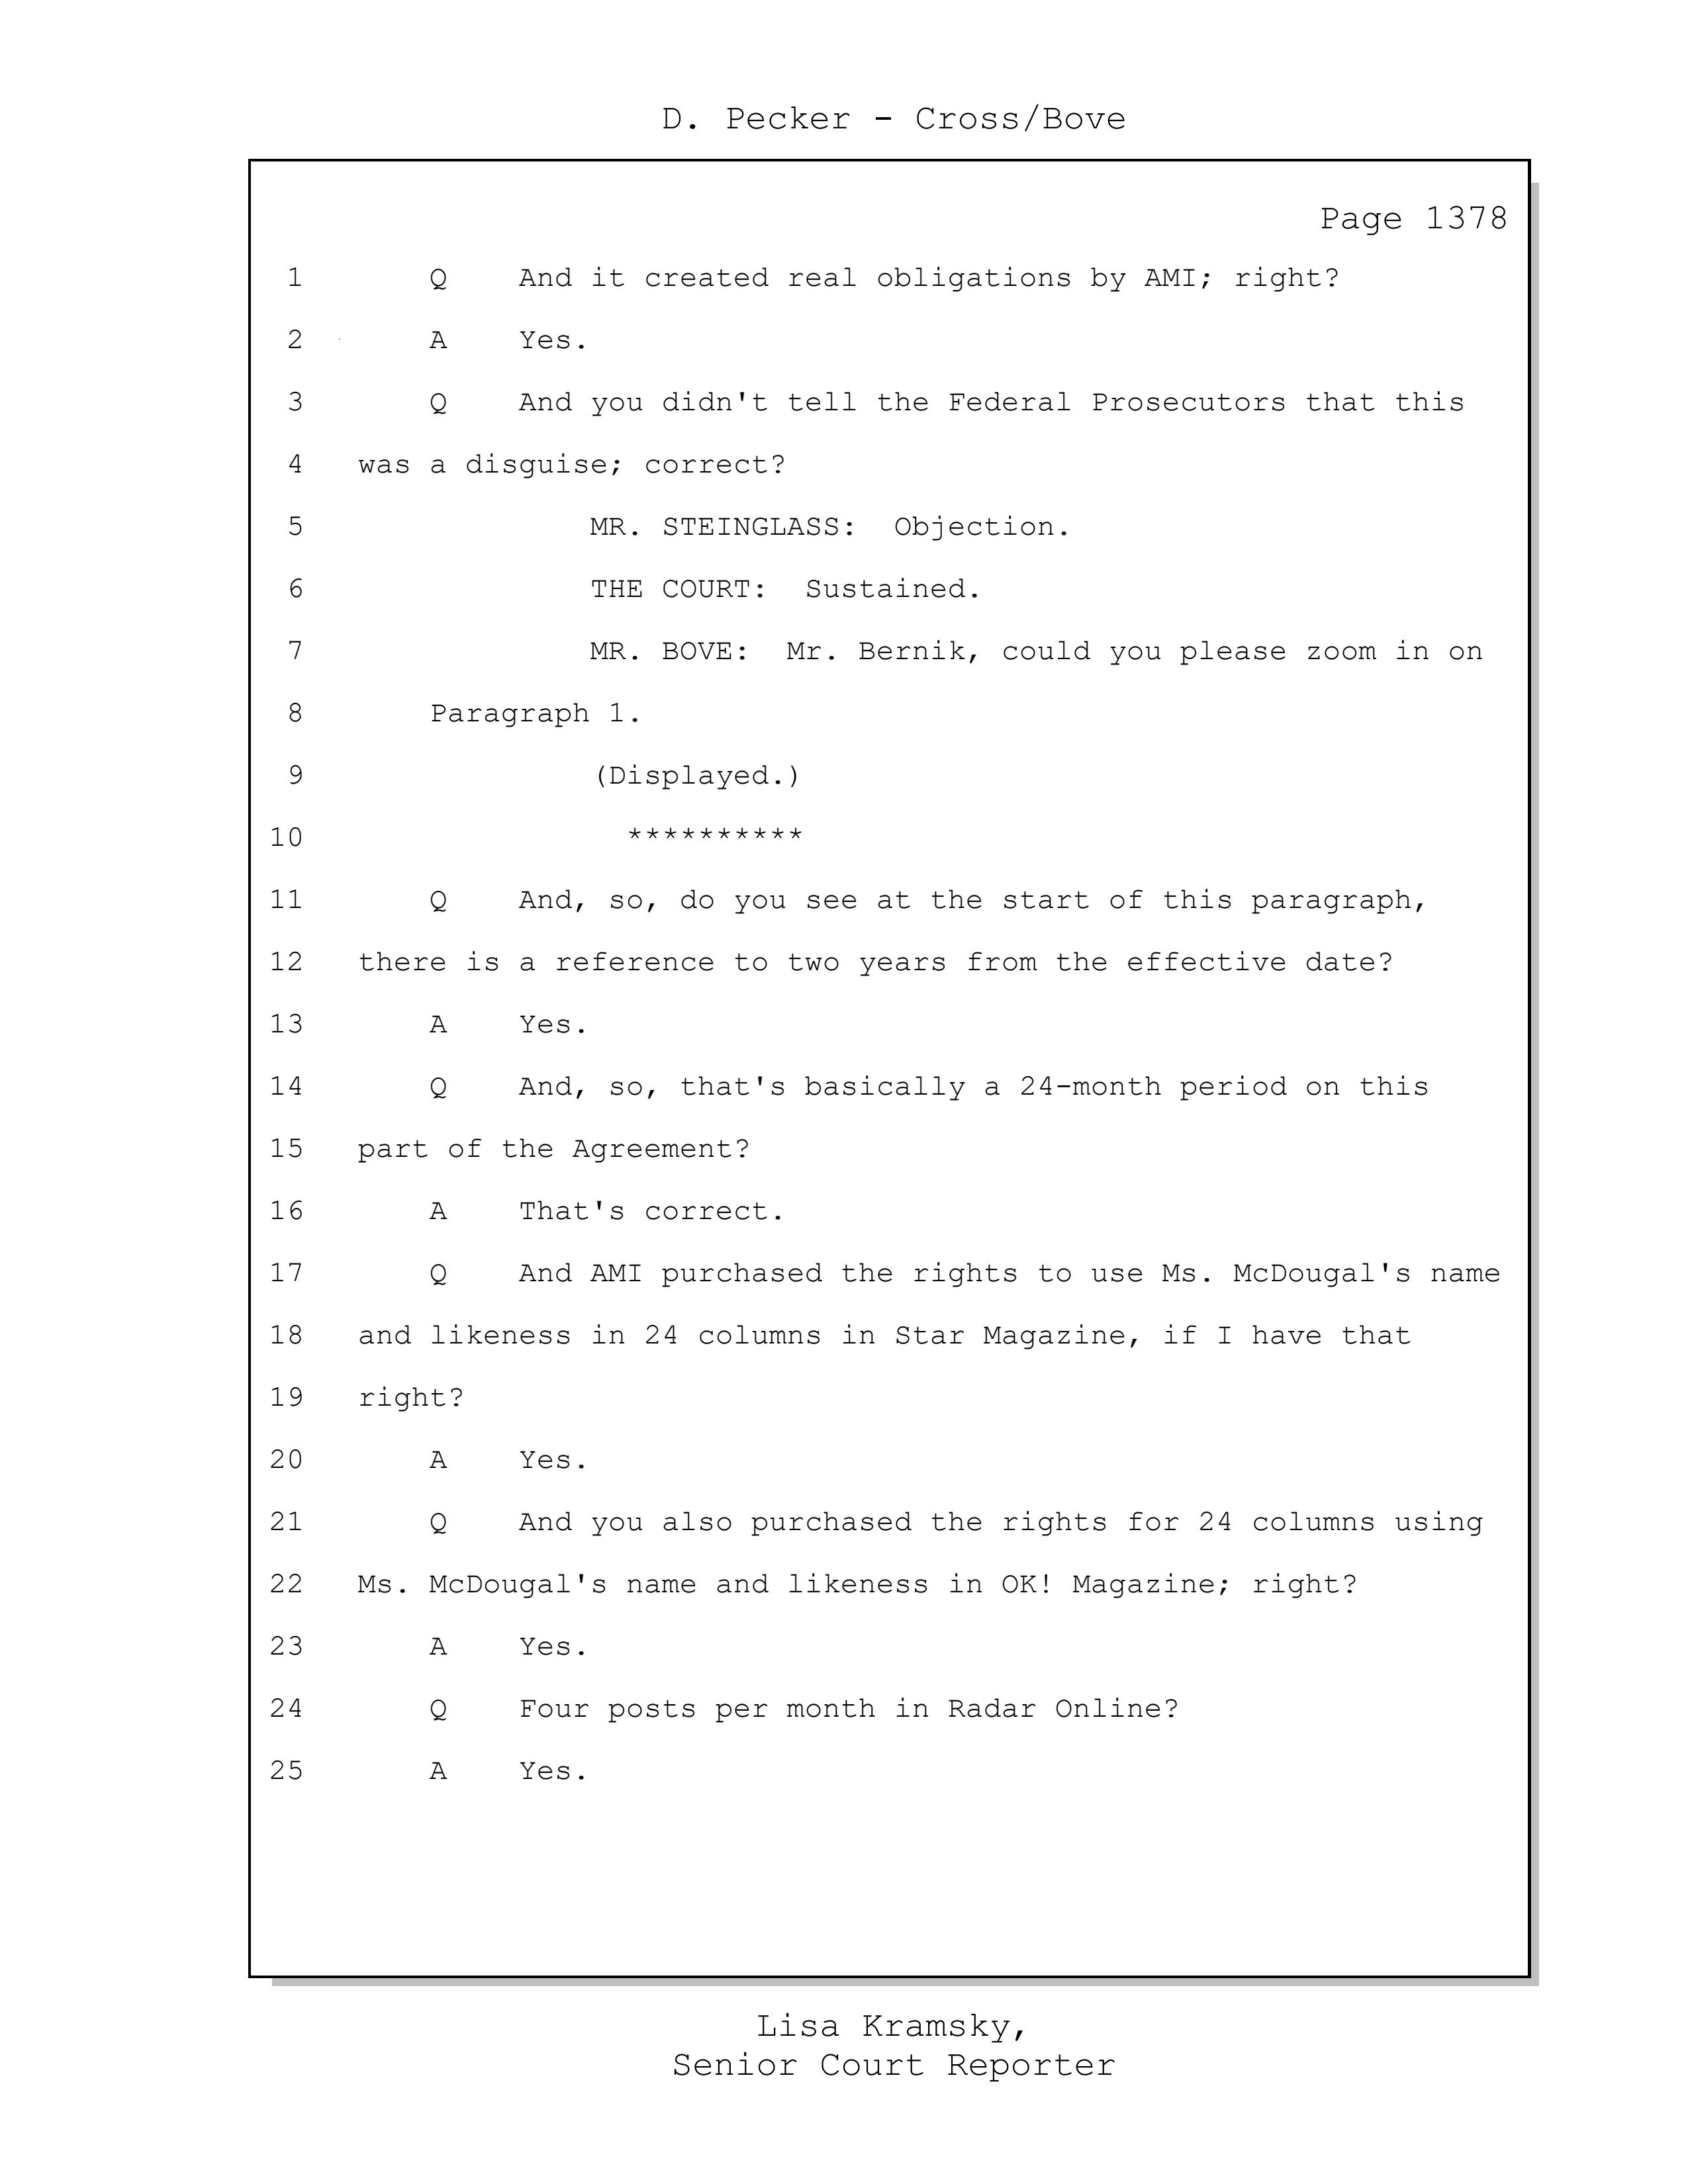 D. Pecker - Cross/Bove
Page 1378
1 Q And it created real obligations by AMI; right?
2 A Yes.
3 Q And you didn't tell the Federal Prosecutors that this
4 was a disguise; correct?
5 MR. STEINGLASS: Objection.
6 THE COURT: Sustained.
7 MR. BOVE: Mr. Bernik, could you please zoom in on
8 Paragraph 1.
9 (Displayed.)
10 **********
11 Q And, so, do you see at the start of this paragraph,
12 there is a reference to two years from the effective date?
13 A Yes.
14 Q And, so, that's basically a 24-month period on this
15 part of the Agreement?
16 A That's correct.
17 Q And AMI purchased the rights to use Ms. McDougal's name
18 and likeness in 24 columns in Star Magazine, if I have that
19 right?
20 A Yes.
21 Q And you also purchased the rights for 24 columns using
22 Ms. McDougal's name and likeness in OK! Magazine; right?
23 A Yes.
24 Q Four posts per month in Radar Online?
25 A Yes.
Lisa Kramsky,
Senior Court Reporter